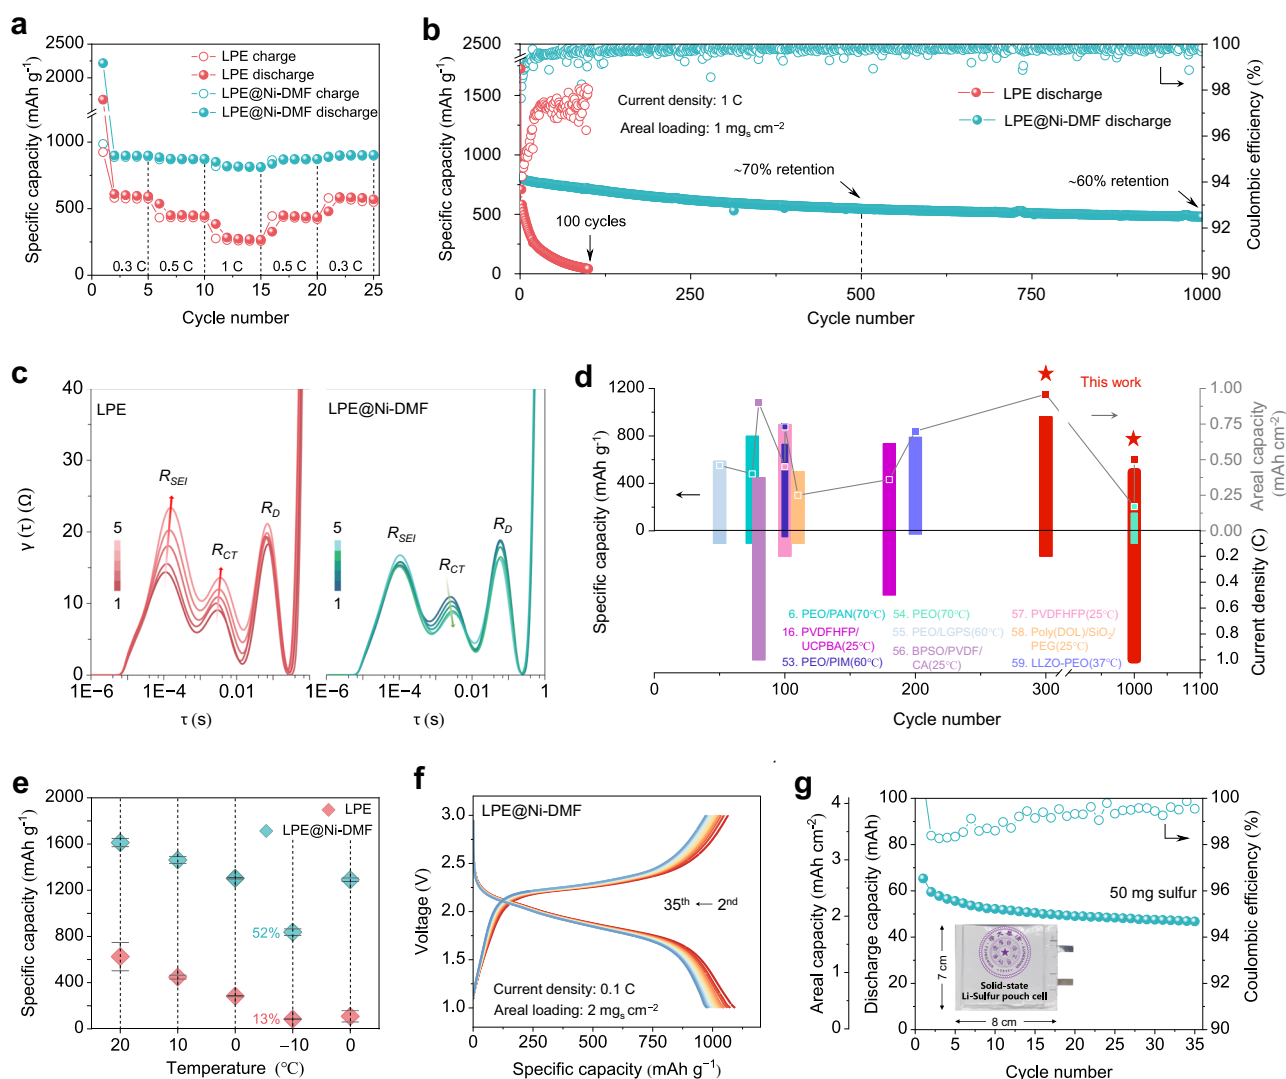 a
2500
2000
1000
500
0
Specific capacity (mAh g⁻¹)
LPE charge
LPE discharge
LPE@Ni-DMF charge
LPE@Ni-DMF discharge
0.3 C
0.5 C
1 C
0.5 C
0.3 C
0
5
10
15
20
25
Cycle number
b
2500
1500
1000
500
0
Specific capacity (mAh g⁻¹)
Current density: 1 C
Areal loading: 1 mgₛ cm⁻²
LPE discharge
LPE@Ni-DMF discharge
100 cycles
~70% retention
~60% retention
100
98
96
94
92
90
Coulombic efficiency (%)
0
250
500
750
1000
Cycle number
c
40
35
30
25
20
15
10
5
0
γ (τ) (Ω)
LPE
R_SEI
R_CT
R_D
5
1
LPE@Ni-DMF
R_SEI
R_CT
R_D
5
1
1E−6
1E−4
0.01
1E−6
1E−4
0.01
1
τ (s)
τ (s)
d
1200
800
400
0
Specific capacity (mAh g⁻¹)
This work
1.00
0.75
0.50
0.25
0.00
Areal capacity
(mAh cm⁻²)
0.2
0.4
0.6
0.8
1.0
Current density (C)
6. PEO/PAN(70℃)
54. PEO(70℃)
57. PVDFHFP(25℃)
16. PVDFHFP/
UCPBA(25℃)
55. PEO/LGPS(60℃)
58. Poly(DOL)/SiO₂/
PEG(25℃)
53. PEO/PIM(60℃)
56. BPSO/PVDF/
CA(25℃)
59. LLZO-PEO(37℃)
0
100
200
300
1000
1100
Cycle number
e
2000
1600
1200
800
400
0
Specific capacity (mAh g⁻¹)
LPE
LPE@Ni-DMF
52%
13%
20
10
0
−10
0
Temperature (°C)
f
LPE@Ni-DMF
3.0
2.5
2.0
1.5
1.0
Voltage (V)
35ᵗʰ ← 2ⁿᵈ
Current density: 0.1 C
Areal loading: 2 mgₛ cm⁻²
0
250
500
750
1000
Specific capacity (mAh g⁻¹)
g
4
3
2
1
0
Areal capacity (mAh cm⁻²)
100
80
60
40
20
0
Discharge capacity (mAh)
50 mg sulfur
7 cm
Solid-state
Li-Sulfur pouch cell
8 cm
100
98
96
94
92
90
Coulombic efficiency (%)
0
5
10
15
20
25
30
35
Cycle number